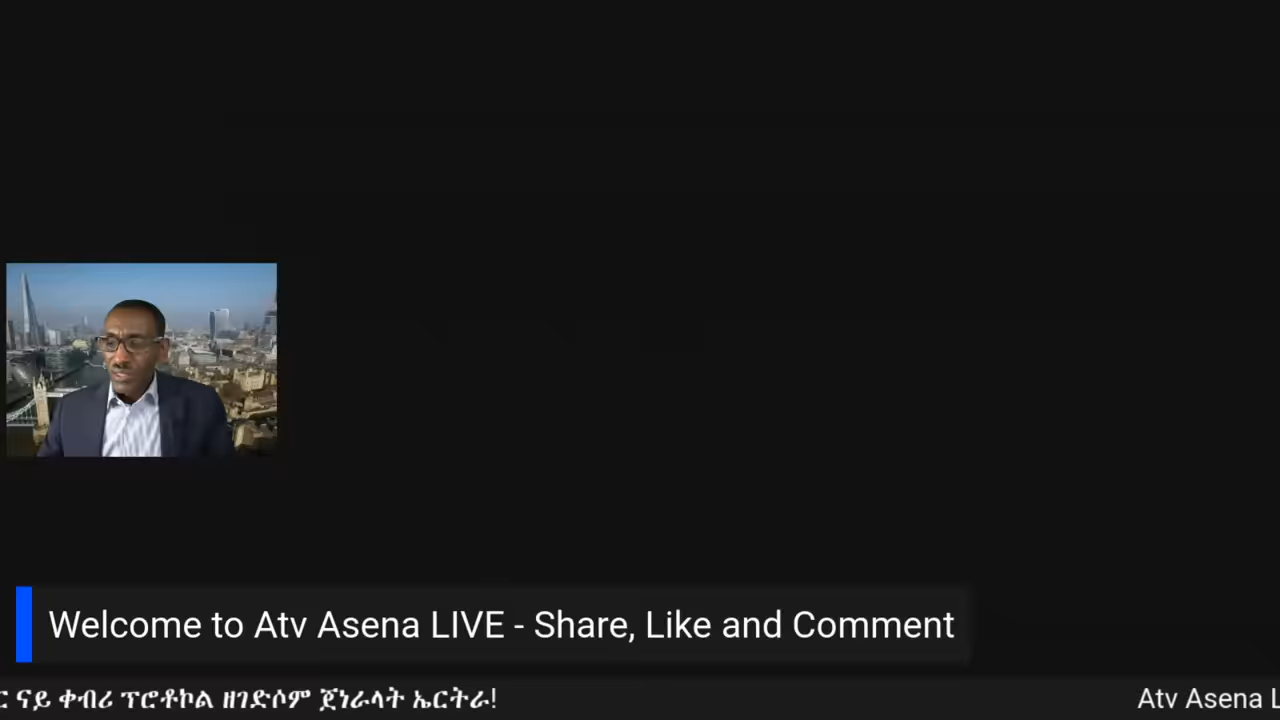 Welcome to Atv Asena LIVE - Share, Like and Comment
ናይ ቀብሪ ፕሮቶኮል ዘገድሶም ጀነራላት ኤርትራ!
Atv Asena L